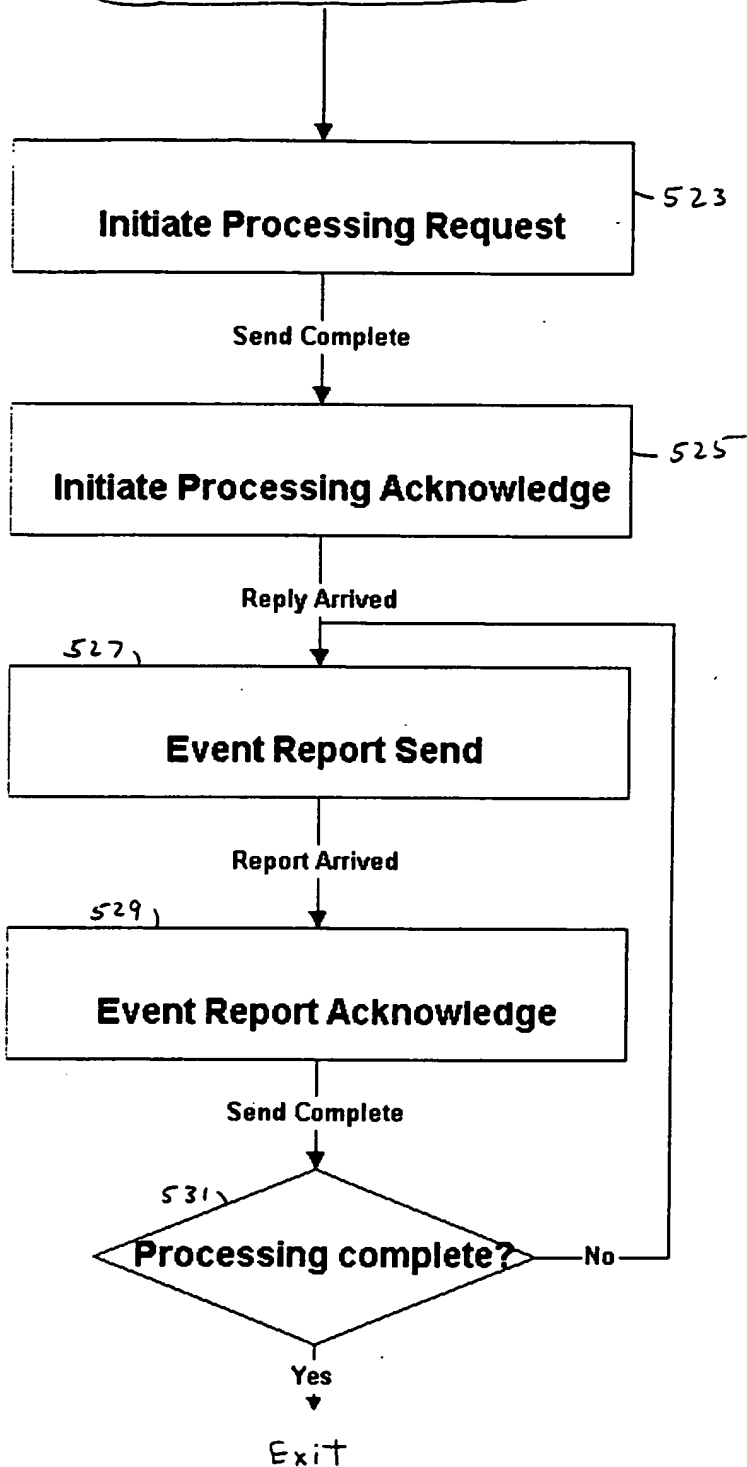 Initiate Processing Request
523
Send Complete
Initiate Processing Acknowledge
525
Reply Arrived
527
Event Report Send
Report Arrived
529
Event Report Acknowledge
Send Complete
531
Processing complete?
No
Yes
Exit